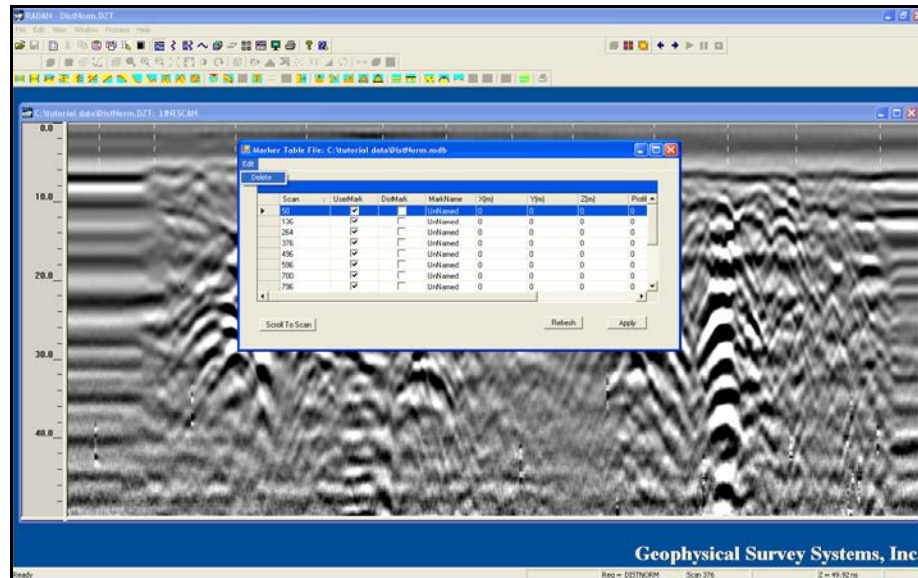 RADAN - DistNorm.DZT
File Edit View Window Process Help
C:\tutorial data\DistNorm.DZT: LINESCAN
0.0
10.0
20.0
30.0
40.0
Marker Table File: C:\tutorial data\DistNorm.mdb
Edit
Delete
Scan UserMark DistMark MarkName X(m) Y(m) Z(m) Profil
50 UnNamed 0 0 0 0
136 UnNamed 0 0 0 0
264 UnNamed 0 0 0 0
376 UnNamed 0 0 0 0
496 UnNamed 0 0 0 0
596 UnNamed 0 0 0 0
700 UnNamed 0 0 0 0
796 UnNamed 0 0 0 0
Scroll To Scan Refresh Apply
Geophysical Survey Systems, Inc
Ready Reg = DISTNORM Scan 376 Z = 49.92 ns